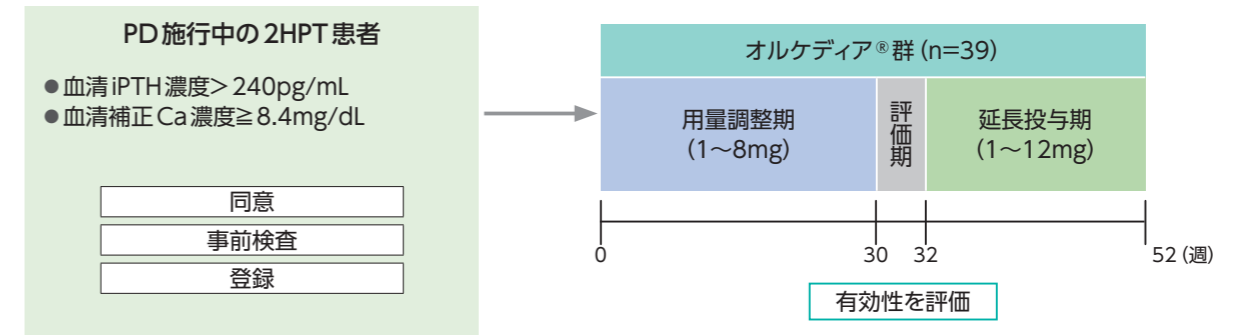 PD施行中の2HPT患者
●血清iPTH濃度＞240pg/mL
●血清補正Ca濃度≧8.4mg/dL
同意
事前検査
登録
オルケディア®群（n=39）
用量調整期
（1〜8mg）
評価期
延長投与期
（1〜12mg）
0
30
32
52（週）
有効性を評価